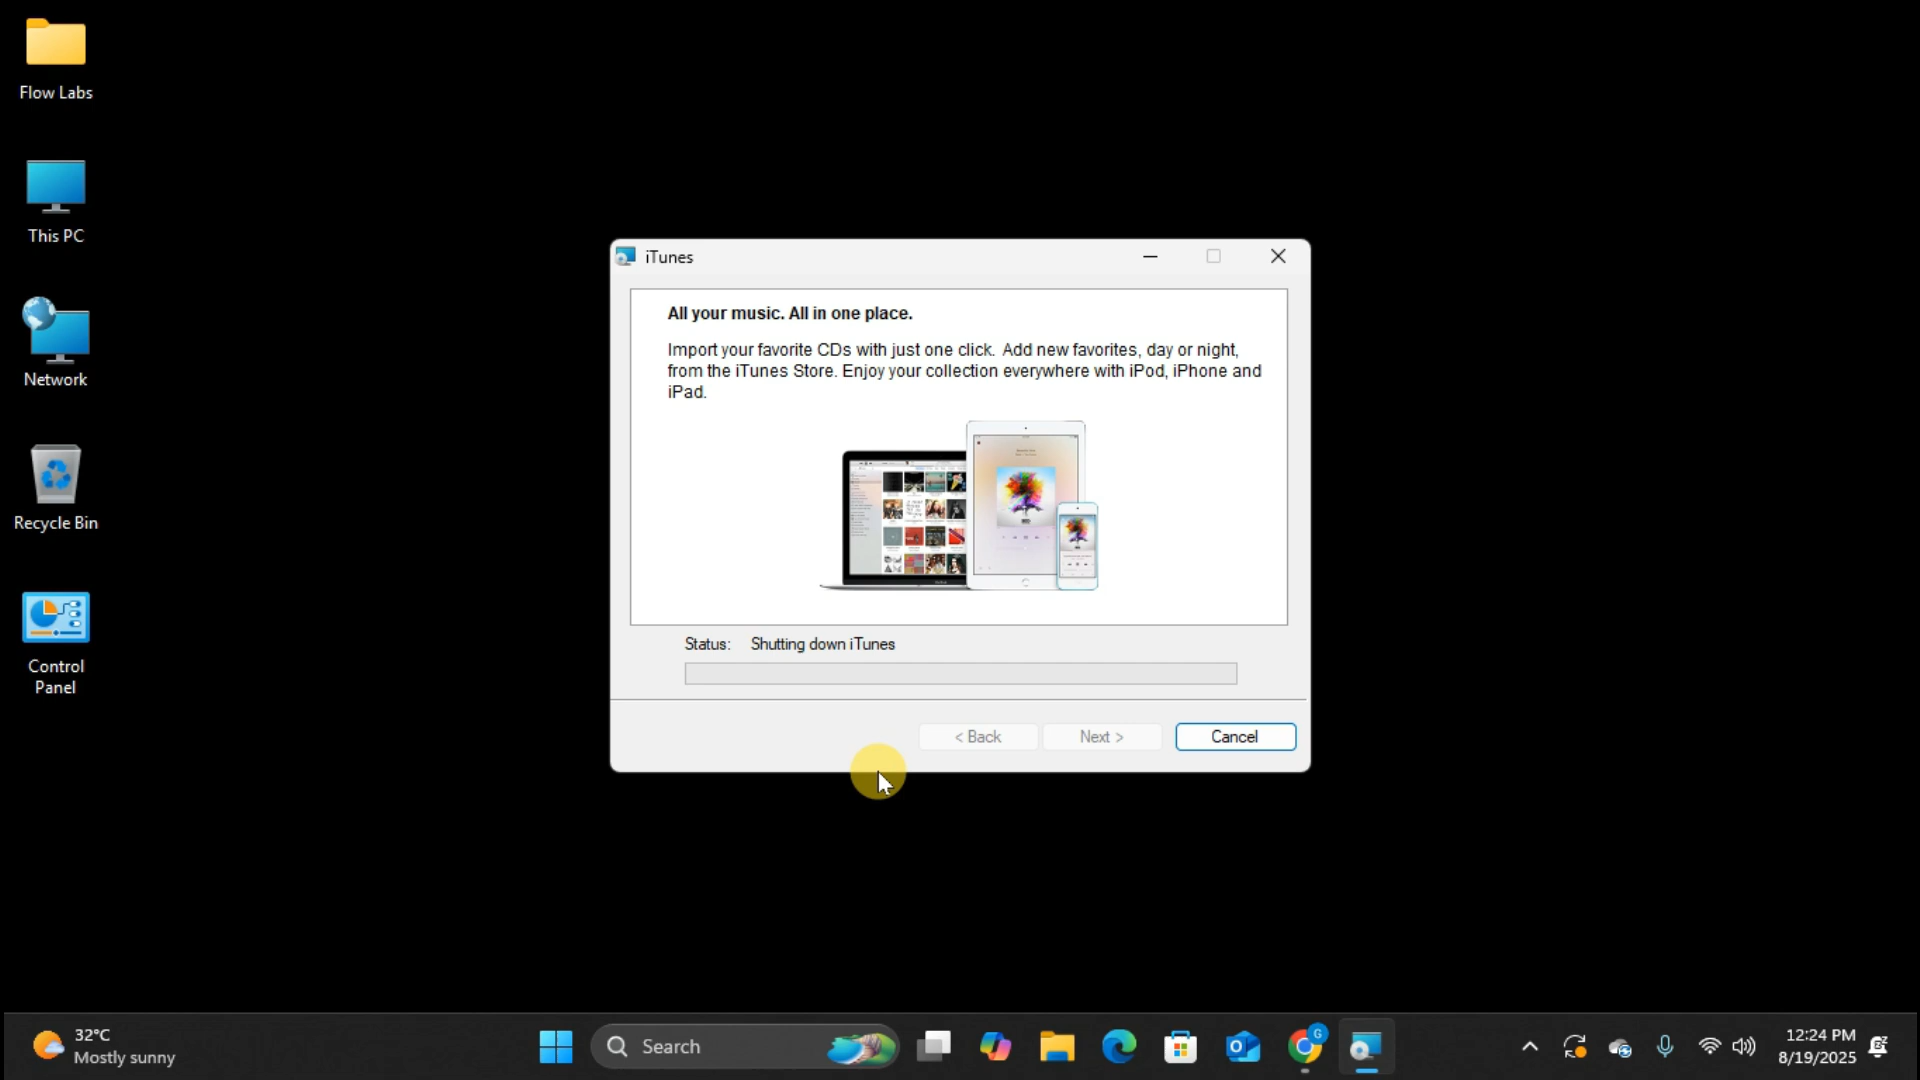 Flow Labs
This PC
Network
Recycle Bin
Control
Panel
iTunes
All your music. All in one place.
Import your favorite CDs with just one click. Add new favorites, day or night,
from the iTunes Store. Enjoy your collection everywhere with iPod, iPhone and
iPad.
Status: Shutting down iTunes
< Back Next > Cancel
32°C
Mostly sunny
Search
G
12:24 PM
8/19/2025